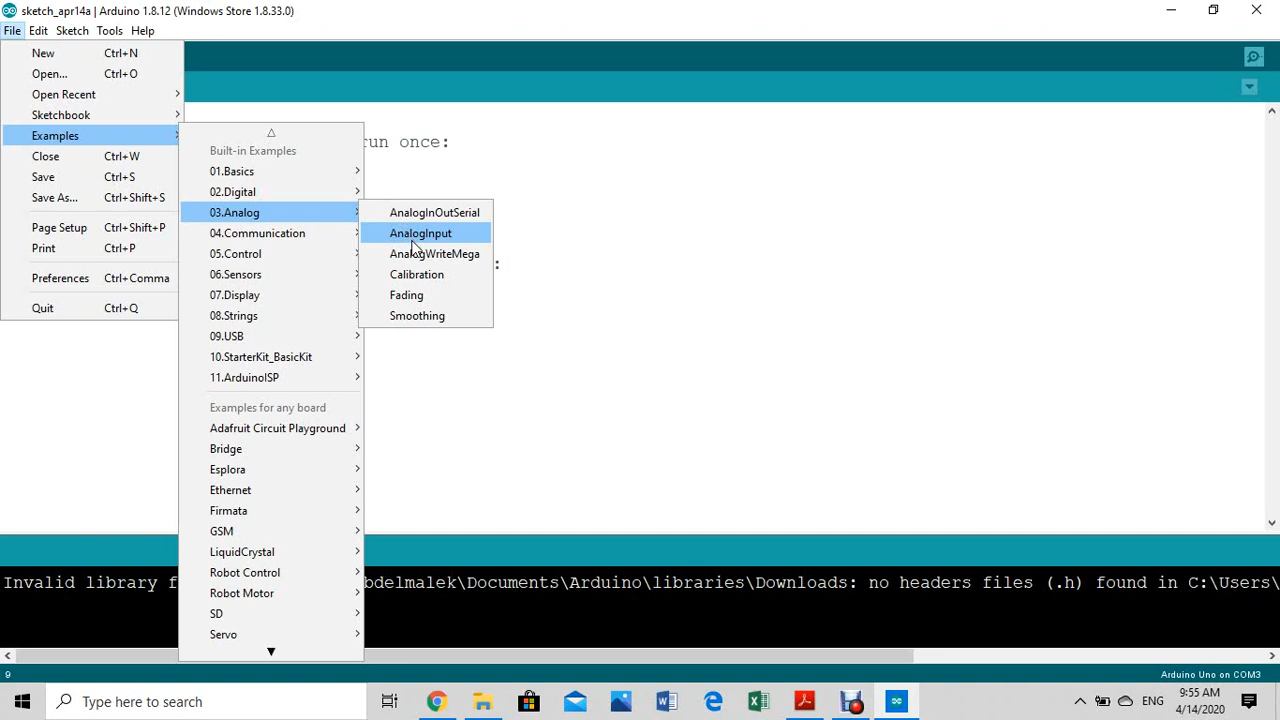 sketch_apr14a | Arduino 1.8.12 (Windows Store 1.8.33.0)
File Edit Sketch Tools Help
New Ctrl+N
Open... Ctrl+O
Open Recent
Sketchbook
Examples
Close Ctrl+W
Save Ctrl+S
Save As... Ctrl+Shift+S
Page Setup Ctrl+Shift+P
Print Ctrl+P
Preferences Ctrl+Comma
Quit Ctrl+Q
Built-in Examples
01.Basics
02.Digital
03.Analog
04.Communication
05.Control
06.Sensors
07.Display
08.Strings
09.USB
10.StarterKit_BasicKit
11.ArduinoISP
Examples for any board
Adafruit Circuit Playground
Bridge
Esplora
Ethernet
Firmata
GSM
LiquidCrystal
Robot Control
Robot Motor
SD
Servo
AnalogInOutSerial
AnalogInput
AnalogWriteMega
Calibration
Fading
Smoothing
run once:
:
Invalid library f bdelmalek\Documents\Arduino\libraries\Downloads: no headers files (.h) found in C:\Users\
9 Arduino Uno on COM3
Type here to search
ENG
9:55 AM
4/14/2020